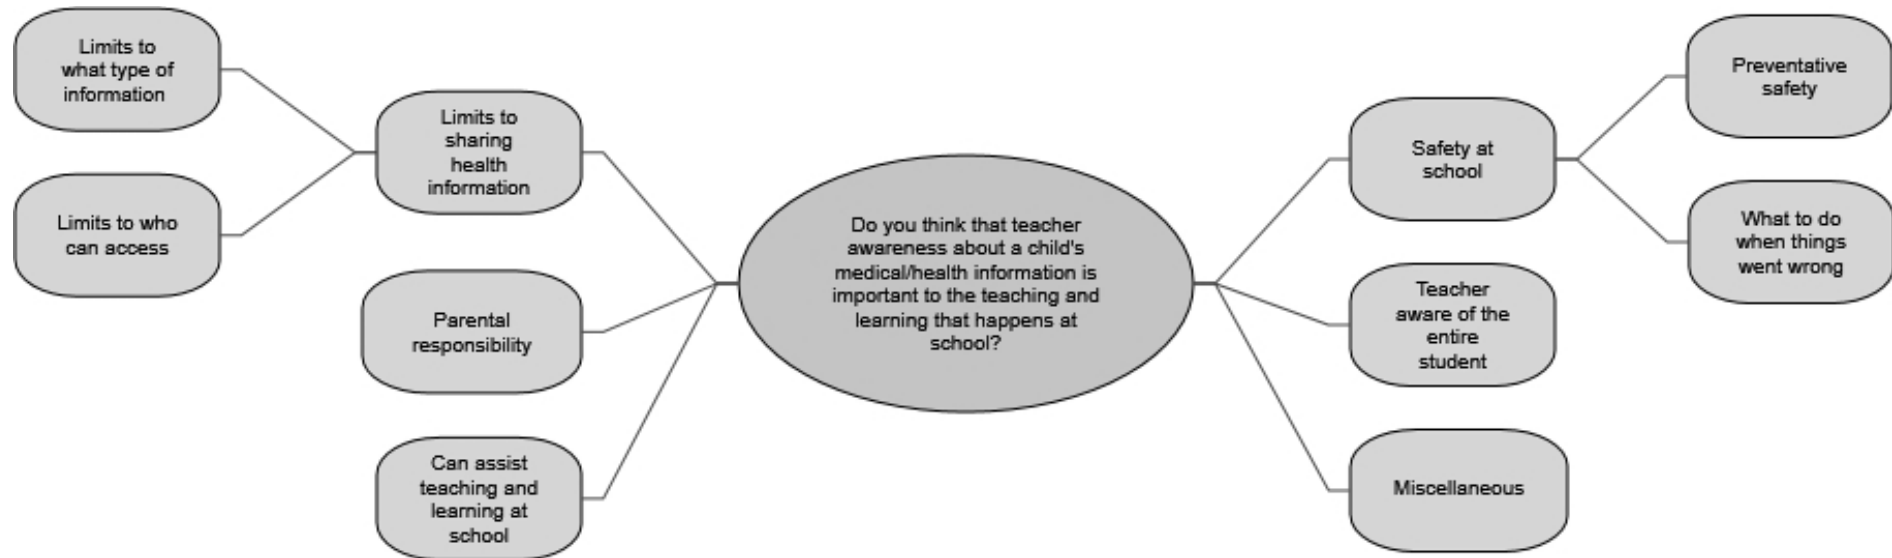 Limits to
what type of
information
Limits to who
can access
Limits to
sharing
health
information
Parental
responsibility
Can assist
teaching and
learning at
school
Do you think that teacher
awareness about a child's
medical/health information is
important to the teaching and
learning that happens at
school?
Safety at
school
Teacher
aware of the
entire
student
Miscellaneous
Preventative
safety
What to do
when things
went wrong